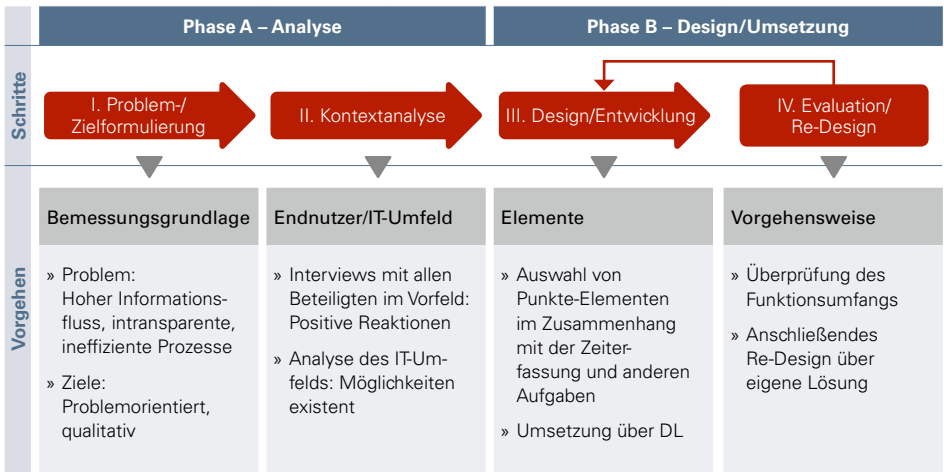 Phase A – Analyse
Phase B – Design/Umsetzung
Schritte
I. Problem-/
Zielformulierung
II. Kontextanalyse
III. Design/Entwicklung
IV. Evaluation/
Re-Design
Vorgehen
Bemessungsgrundlage
» Problem:
Hoher Informations-
fluss, intransparente,
ineffiziente Prozesse
» Ziele:
Problemorientiert,
qualitativ
Endnutzer/IT-Umfeld
» Interviews mit allen
Beteiligten im Vorfeld:
Positive Reaktionen
» Analyse des IT-Um-
felds: Möglichkeiten
existent
Elemente
» Auswahl von
Punkte-Elementen
im Zusammenhang
mit der Zeiter-
fassung und anderen
Aufgaben
» Umsetzung über DL
Vorgehensweise
» Überprüfung des
Funktionsumfangs
» Anschließendes
Re-Design über
eigene Lösung